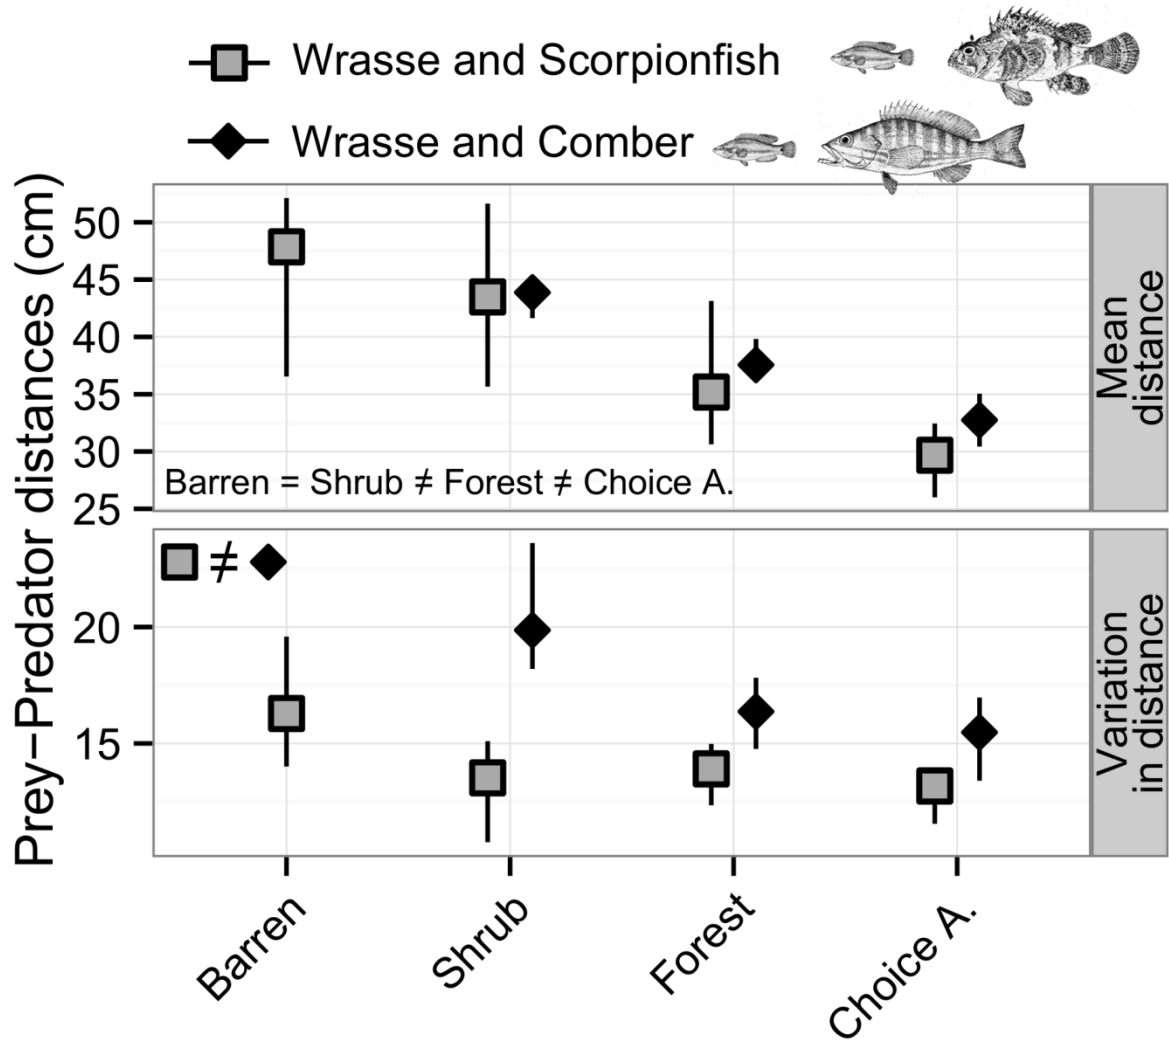 Wrasse and Scorpionfish
Wrasse and Comber
Prey−Predator distances (cm)
50
45
40
35
30
25
Barren = Shrub ≠ Forest ≠ Choice A.
Mean
distance
≠
20
15
Variation
in distance
Barren
Shrub
Forest
Choice A.